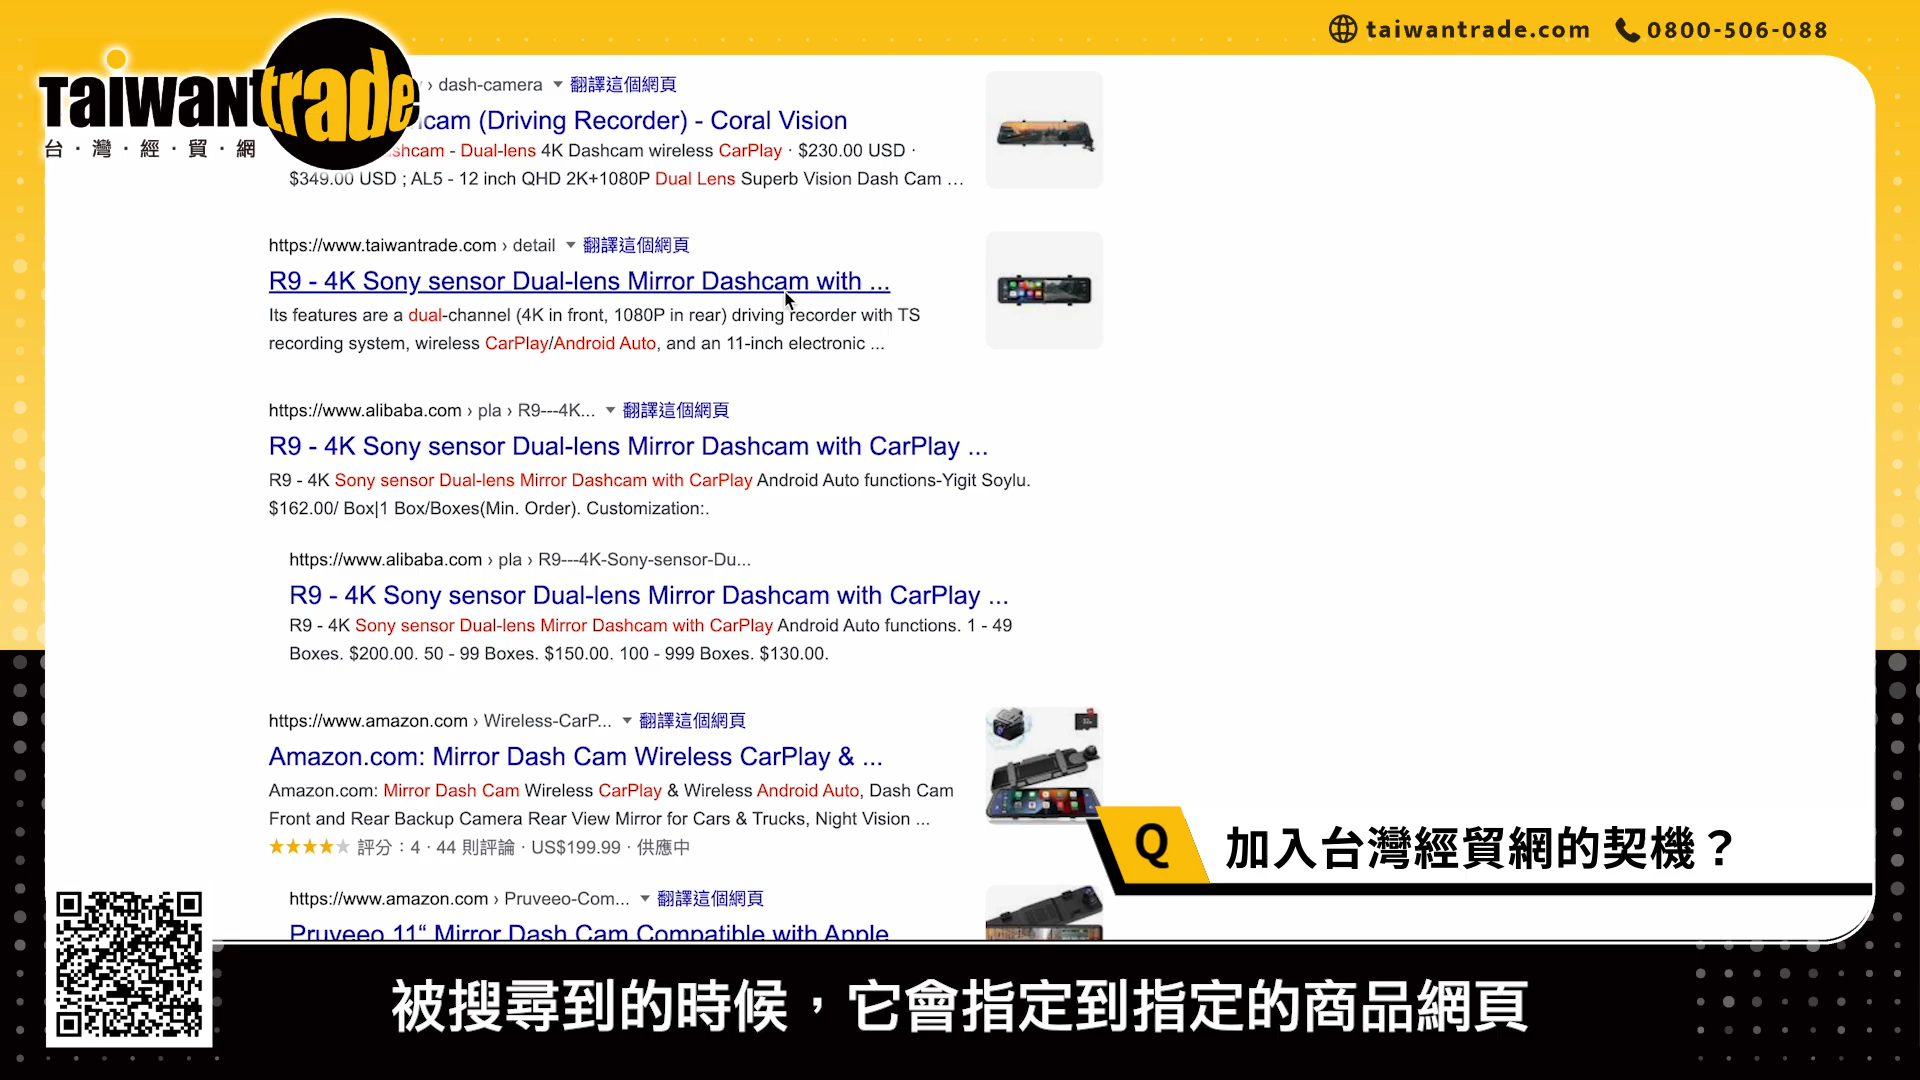 taiwantrade.com 0800-506-088
Taiwantrade
台·灣·經·貿·網
› dash-camera 翻譯這個網頁
cam (Driving Recorder) - Coral Vision
shcam - Dual-lens 4K Dashcam wireless CarPlay · $230.00 USD ·
$349.00 USD ; AL5 - 12 inch QHD 2K+1080P Dual Lens Superb Vision Dash Cam ...
https://www.taiwantrade.com › detail 翻譯這個網頁
R9 - 4K Sony sensor Dual-lens Mirror Dashcam with ...
Its features are a dual-channel (4K in front, 1080P in rear) driving recorder with TS
recording system, wireless CarPlay/Android Auto, and an 11-inch electronic ...
https://www.alibaba.com › pla › R9---4K... 翻譯這個網頁
R9 - 4K Sony sensor Dual-lens Mirror Dashcam with CarPlay ...
R9 - 4K Sony sensor Dual-lens Mirror Dashcam with CarPlay Android Auto functions-Yigit Soylu.
$162.00/ Box|1 Box/Boxes(Min. Order). Customization:.
https://www.alibaba.com › pla › R9---4K-Sony-sensor-Du...
R9 - 4K Sony sensor Dual-lens Mirror Dashcam with CarPlay ...
R9 - 4K Sony sensor Dual-lens Mirror Dashcam with CarPlay Android Auto functions. 1 - 49
Boxes. $200.00. 50 - 99 Boxes. $150.00. 100 - 999 Boxes. $130.00.
https://www.amazon.com › Wireless-CarP... 翻譯這個網頁
Amazon.com: Mirror Dash Cam Wireless CarPlay & ...
Amazon.com: Mirror Dash Cam Wireless CarPlay & Wireless Android Auto, Dash Cam
Front and Rear Backup Camera Rear View Mirror for Cars & Trucks, Night Vision ...
★★★★★ 評分：4 · 44 則評論 · US$199.99 · 供應中
https://www.amazon.com › Pruveeo-Com... 翻譯這個網頁
Pruveeo 11“ Mirror Dash Cam Compatible with Apple
Q 加入台灣經貿網的契機？
被搜尋到的時候，它會指定到指定的商品網頁